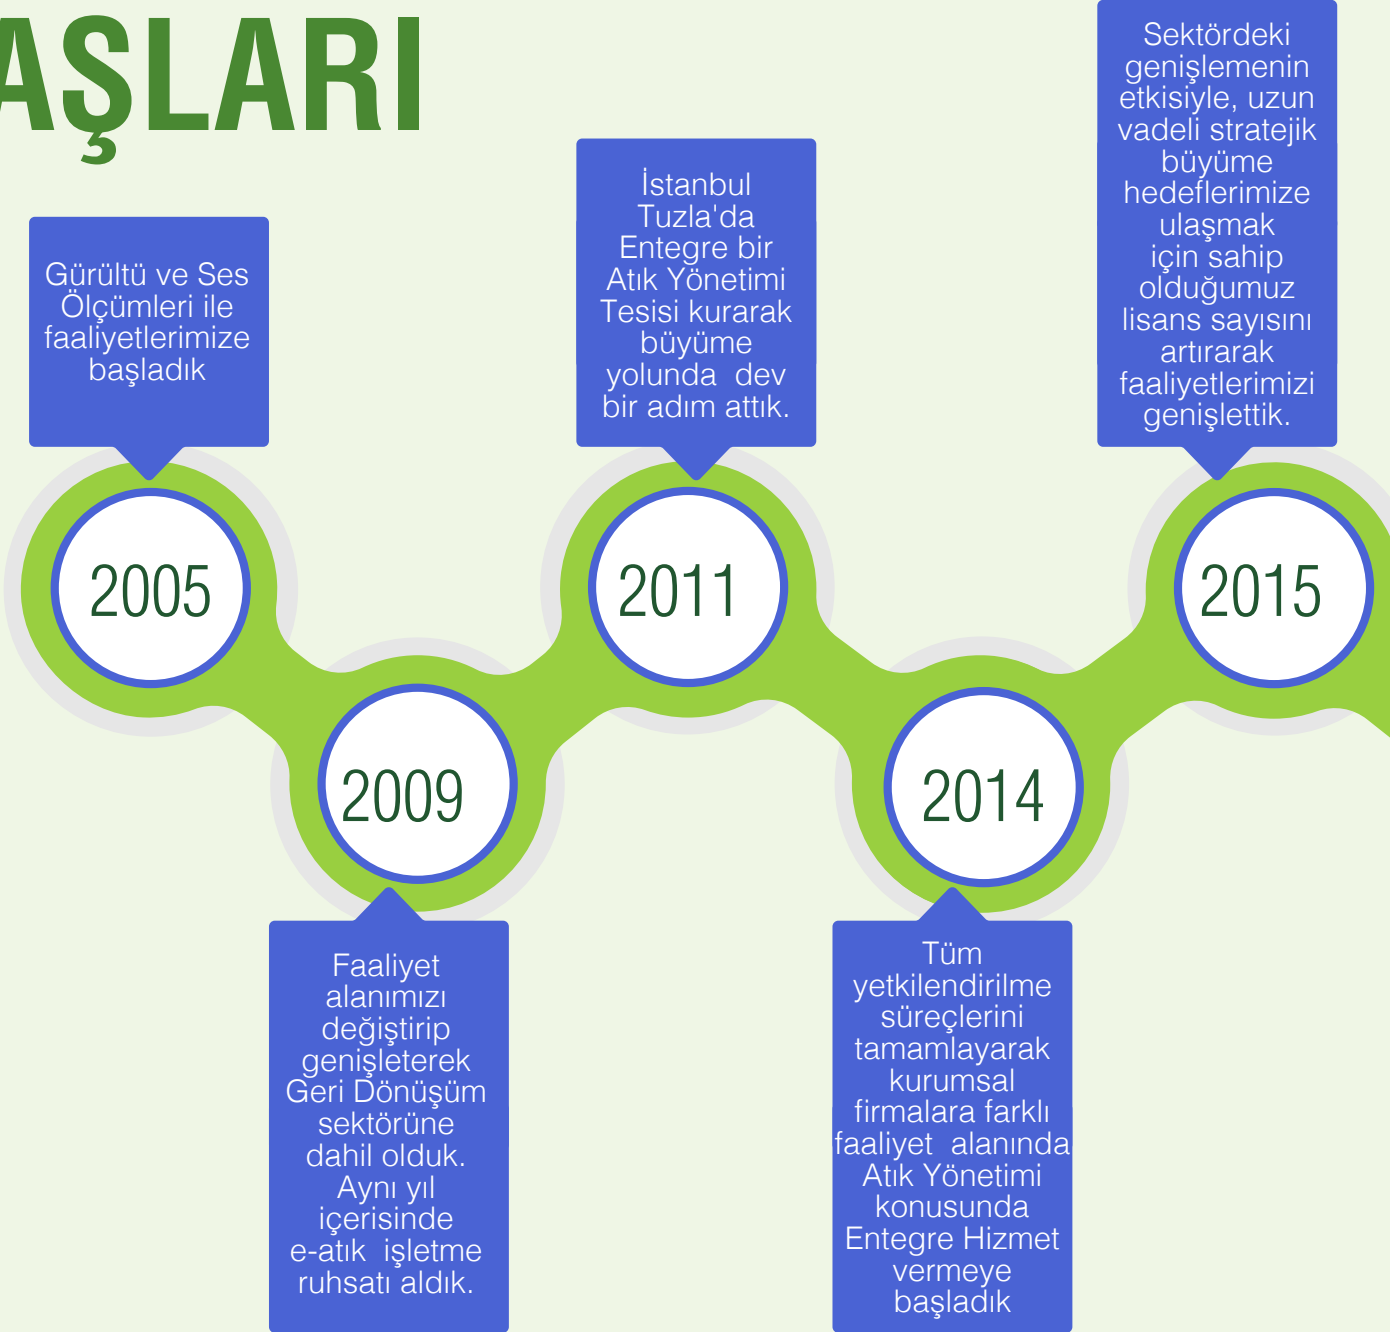 AŞLARI
Gürültü ve Ses
Ölçümleri ile
faaliyetlerimize
başladık
2005
Faaliyet
alanımızı
değiştirip
genişleterek
Geri Dönüşüm
sektörüne
dahil olduk.
Aynı yıl
içerisinde
e-atık  işletme
ruhsatı aldık.
2009
İstanbul
Tuzla'da
Entegre bir
Atık Yönetimi
Tesisi kurarak
büyüme
yolunda  dev
bir adım attık.
2011
Tüm
yetkilendirilme
süreçlerini
tamamlayarak
kurumsal
firmalara farklı
faaliyet  alanında
Atık Yönetimi
konusunda
Entegre Hizmet
vermeye
başladık
2014
Sektördeki
genişlemenin
etkisiyle, uzun
vadeli stratejik
büyüme
hedeflerimize
ulaşmak
için sahip
olduğumuz
lisans sayısını
artırarak
faaliyetlerimizi
genişlettik.
2015